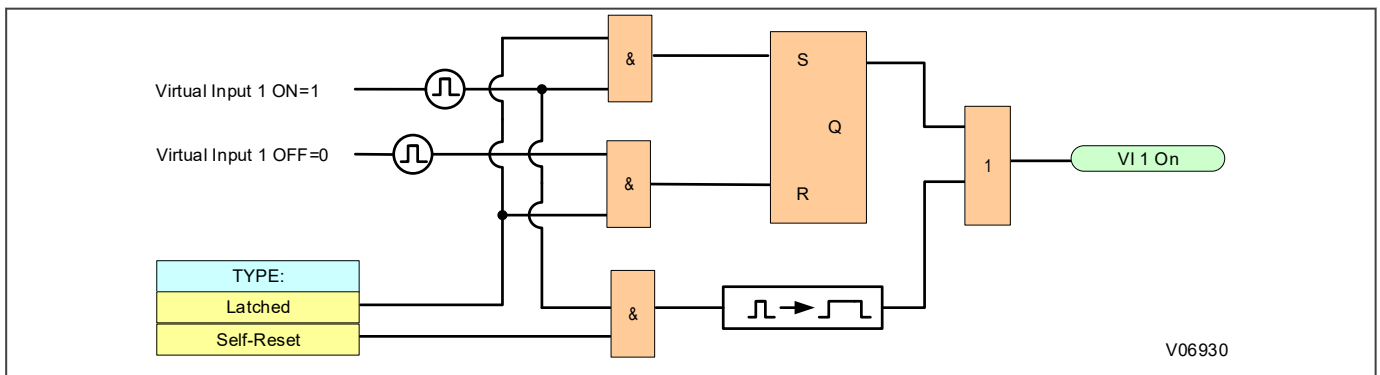 Virtual Input 1 ON=1
Virtual Input 1 OFF=0
&
&
&
S
Q
R
1
VI 1 On
TYPE:
Latched
Self-Reset
V06930